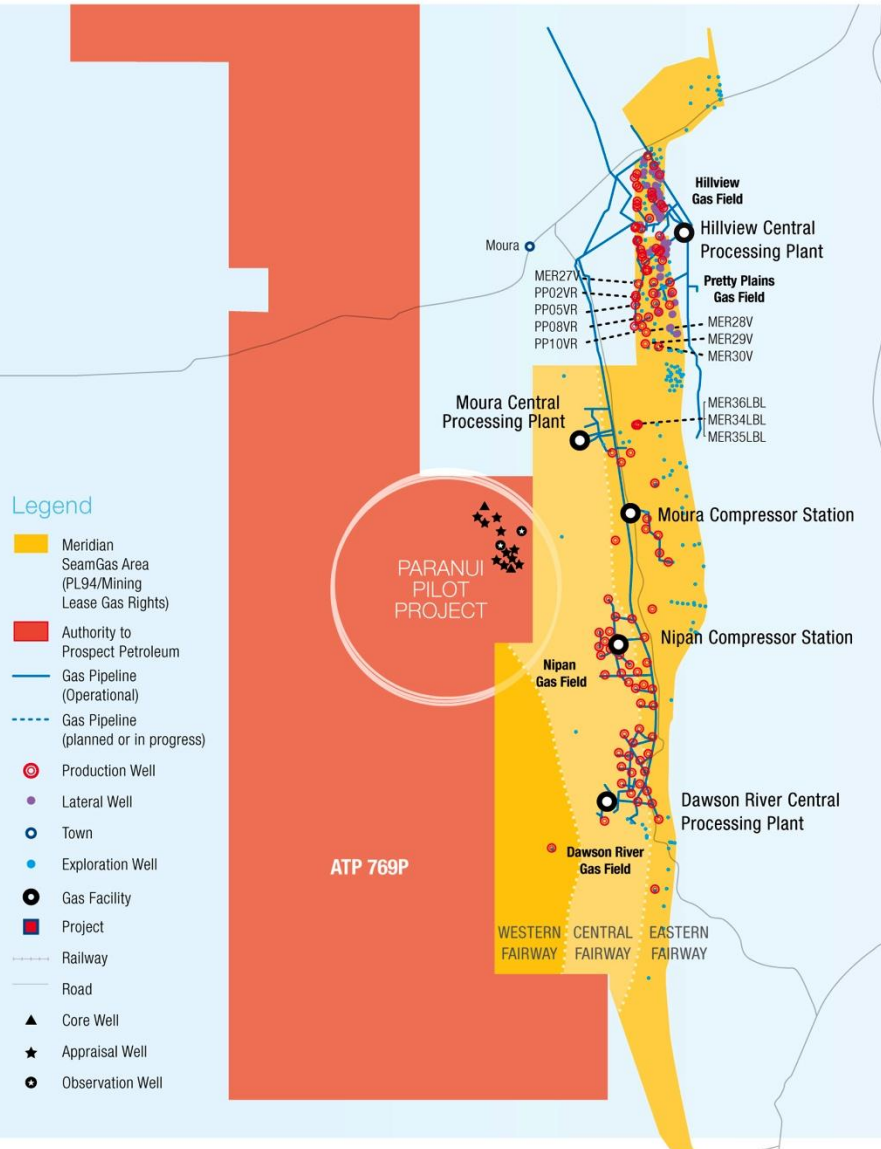 Hillview
Gas Field
Hillview Central
Processing Plant
Moura
MER27V
PP02VR
PP05VR
PP08VR
PP10VR
Pretty Plains
Gas Field
MER28V
MER29V
MER30V
Moura Central
Processing Plant
MER36LBL
MER34LBL
MER35LBL
Moura Compressor Station
PARANUI
PILOT
PROJECT
Nipan Compressor Station
Nipan
Gas Field
Dawson River Central
Processing Plant
Dawson River
Gas Field
ATP 769P
WESTERN
FAIRWAY
CENTRAL
FAIRWAY
EASTERN
FAIRWAY
Legend
Meridian
SeamGas Area
(PL94/Mining
Lease Gas Rights)
Authority to
Prospect Petroleum
Gas Pipeline
(Operational)
Gas Pipeline
(planned or in progress)
Production Well
Lateral Well
Town
Exploration Well
Gas Facility
Project
Railway
Road
Core Well
Appraisal Well
Observation Well